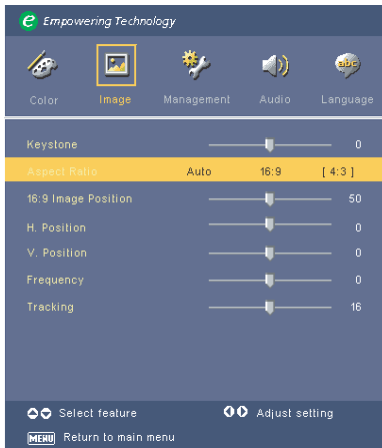 e Empowering Technology
Color Image Management Audio Language
Keystone 0
Aspect Ratio Auto 16:9 [ 4:3 ]
16:9 Image Position 50
H. Position 0
V. Position 0
Frequency 0
Tracking 16
Select feature Adjust setting
MENU Return to main menu